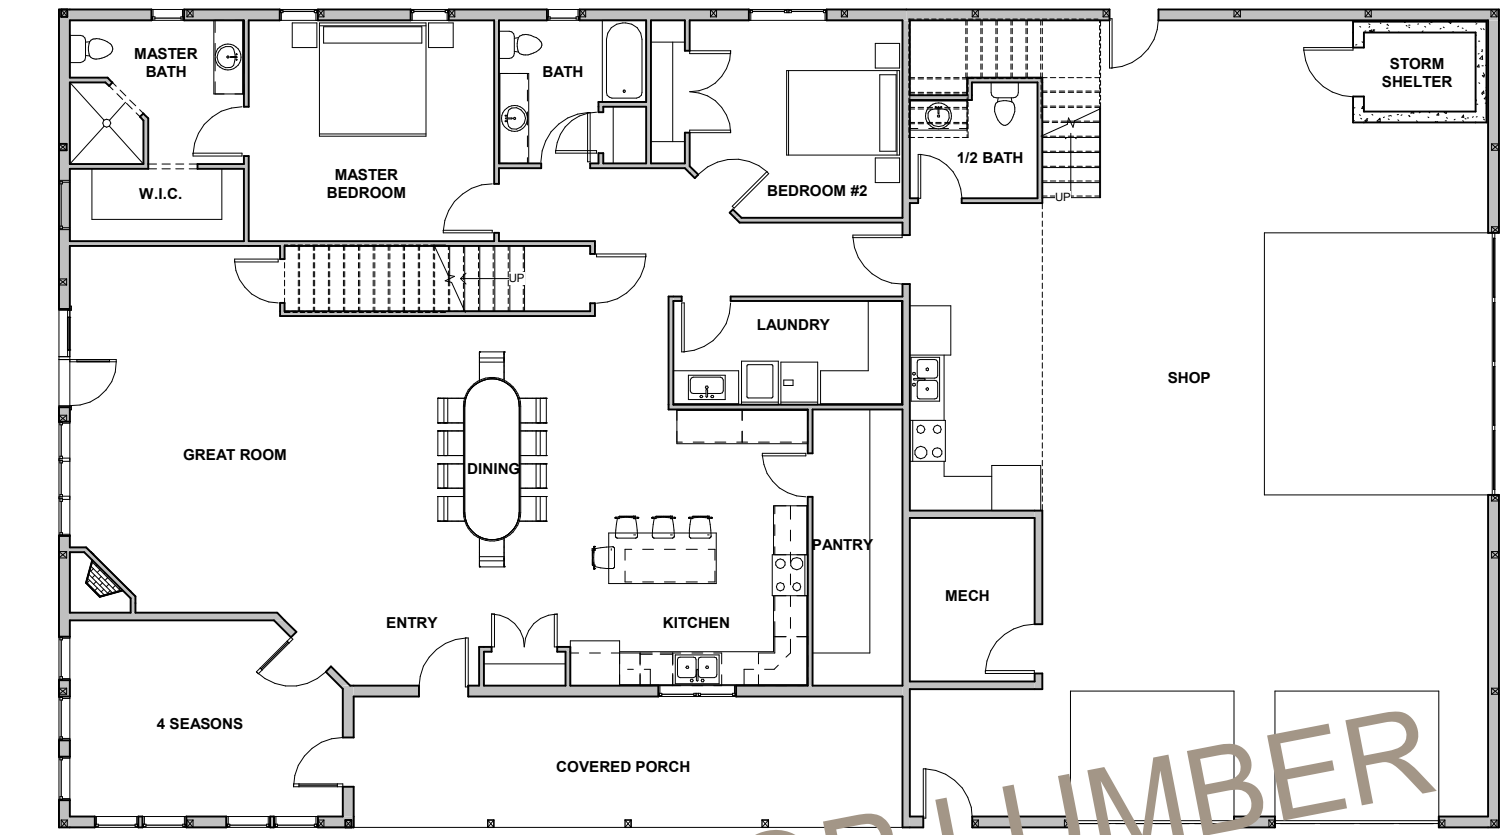 MASTER
BATH
BATH
STORM
SHELTER
MASTER
BEDROOM
W.I.C.
BEDROOM #2
1/2 BATH
UP
UP
LAUNDRY
SHOP
GREAT ROOM
DINING
PANTRY
MECH
ENTRY
KITCHEN
4 SEASONS
COVERED PORCH
LUMBER